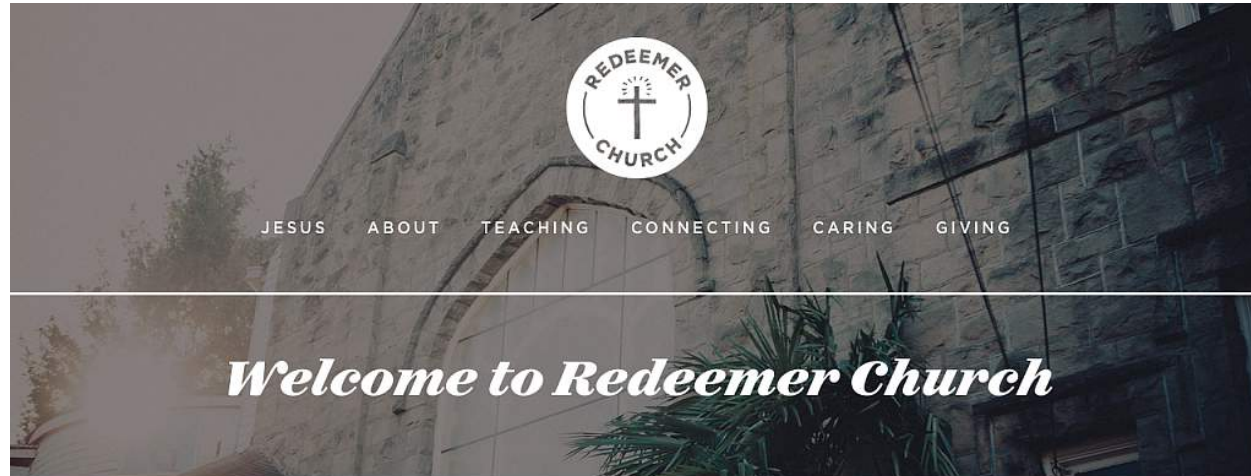 REDEEMER
CHURCH
JESUS ABOUT TEACHING CONNECTING CARING GIVING
Welcome to Redeemer Church